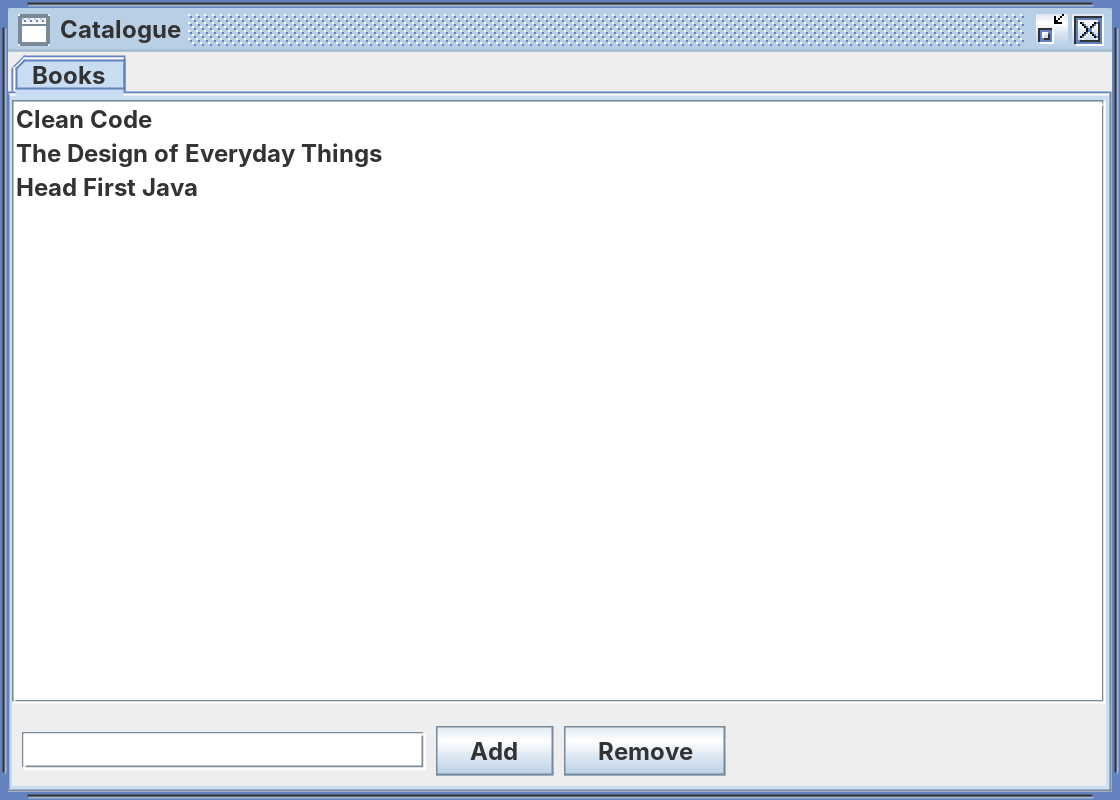 Catalogue
Books
Clean Code
The Design of Everyday Things
Head First Java
Add
Remove